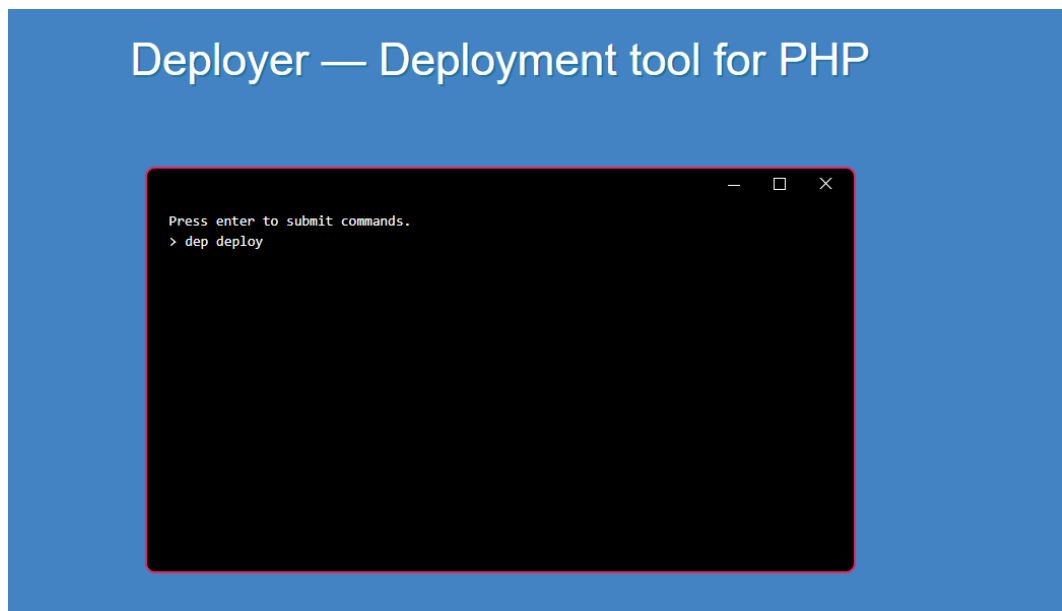 Deployer — Deployment tool for PHP
Press enter to submit commands.
> dep deploy